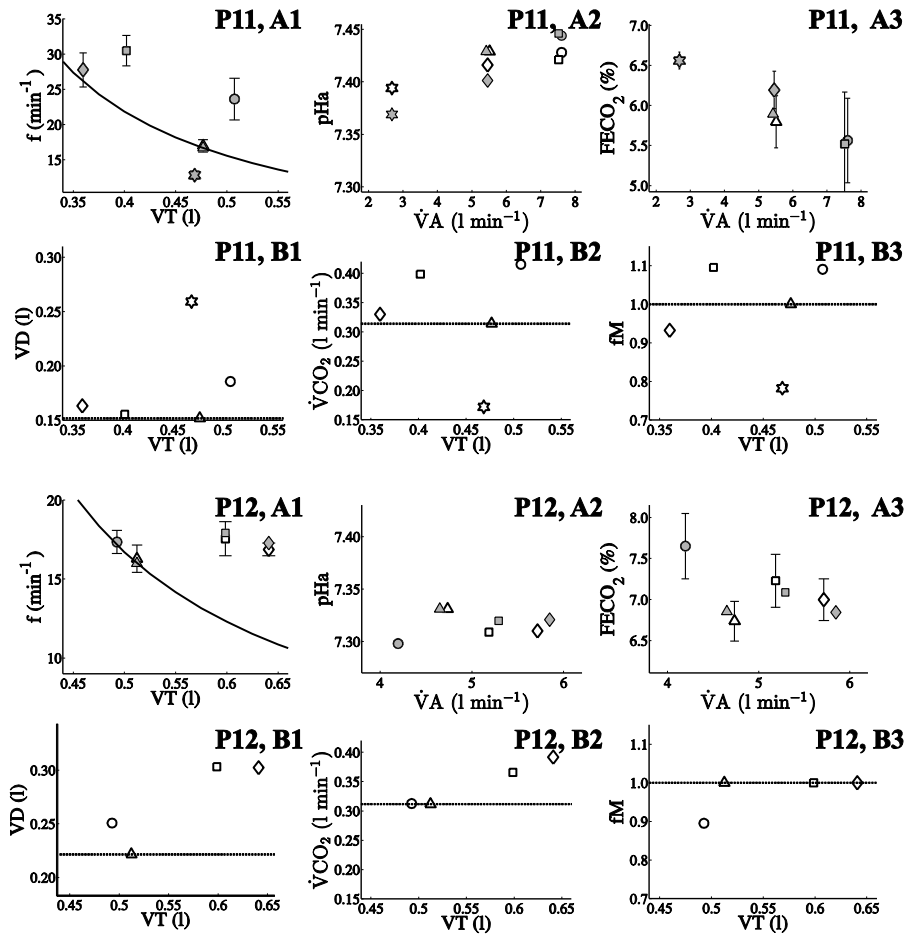 P11, A1
35
30
25
20
15
f (min⁻¹)
0.35 0.4 0.45 0.5 0.55
VT (l)
P11, A2
7.45
7.40
7.35
7.30
pHa
2 3 4 5 6 7 8
V̇A (l min⁻¹)
P11, A3
7.0
6.5
6.0
5.5
5.0
FECO₂ (%)
2 3 4 5 6 7 8
V̇A (l min⁻¹)
P11, B1
0.30
0.25
0.20
0.15
VD (l)
0.35 0.4 0.45 0.5 0.55
VT (l)
P11, B2
0.40
0.35
0.30
0.25
0.20
0.15
V̇CO₂ (l min⁻¹)
0.35 0.4 0.45 0.5 0.55
VT (l)
P11, B3
1.1
1.0
0.9
0.8
0.7
fM
0.35 0.4 0.45 0.5 0.55
VT (l)
P12, A1
20
15
10
f (min⁻¹)
0.45 0.5 0.55 0.6 0.65
VT (l)
P12, A2
7.40
7.35
7.30
pHa
4 5 6
V̇A (l min⁻¹)
P12, A3
8.0
7.5
7.0
6.5
FECO₂ (%)
4 5 6
V̇A (l min⁻¹)
P12, B1
0.30
0.25
0.20
VD (l)
0.45 0.5 0.55 0.6 0.65
VT (l)
P12, B2
0.40
0.35
0.30
0.25
0.20
0.15
V̇CO₂ (l min⁻¹)
0.45 0.5 0.55 0.6 0.65
VT (l)
P12, B3
1.1
1.0
0.9
0.8
0.7
fM
0.45 0.5 0.55 0.6 0.65
VT (l)